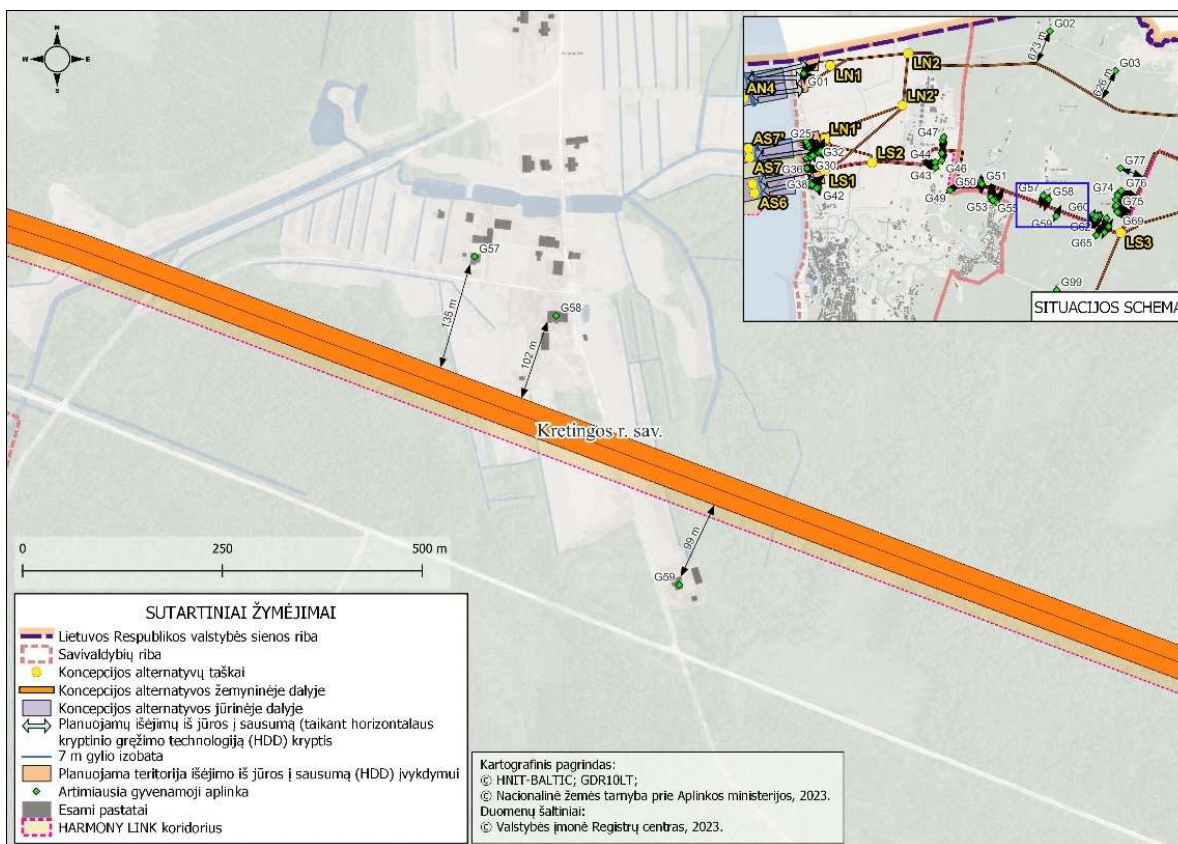 N
W
E
S
G57
G58
135 m
102 m
Kretingos r. sav.
99 m
G59
0
250
500 m
G02
G03
673 m
626 m
LN1
LN2
G01
AN4
LN2'
LN1'
AS7'
AS7
AS6
G25
G32
G30
G36
G38
G42
LS1
LS2
G47
G44
G46
G43
G49
G50
G51
G53
G55
G57
G58
G59
G60
G62
G65
G74
G77
G76
G75
G69
LS3
G99
SITUACIJOS SCHEMA
SUTARTINIAI ŽYMĖJIMAI
Lietuvos Respublikos valstybės sienos riba
Savivaldybių riba
Koncepcijos alternatyvų taškai
Koncepcijos alternatyvos žemyninėje dalyje
Koncepcijos alternatyvos jūrinėje dalyje
Planuojamų išėjimų iš jūros į sausumą (taikant horizontalaus
kryptinio gręžimo technologiją (HDD) kryptis
7 m gylio izobata
Planuojama teritorija išėjimo iš jūros į sausumą (HDD) įvykdymui
Artimiausia gyvenamoji aplinka
Esami pastatai
HARMONY LINK koridorius
Kartografinis pagrindas:
© HNIT-BALTIC; GDR10LT;
© Nacionalinė žemės tarnyba prie Aplinkos ministerijos, 2023.
Duomenų šaltiniai:
© Valstybės įmonė Registrų centras, 2023.